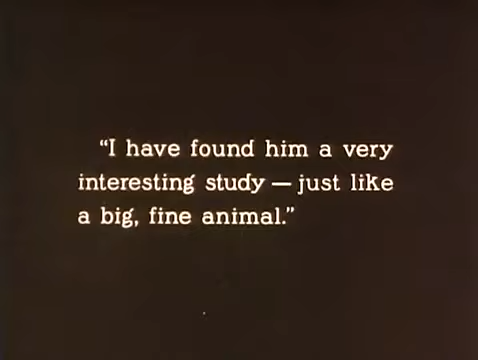 “I have found him a very
interesting study — just like
a big, fine animal.”